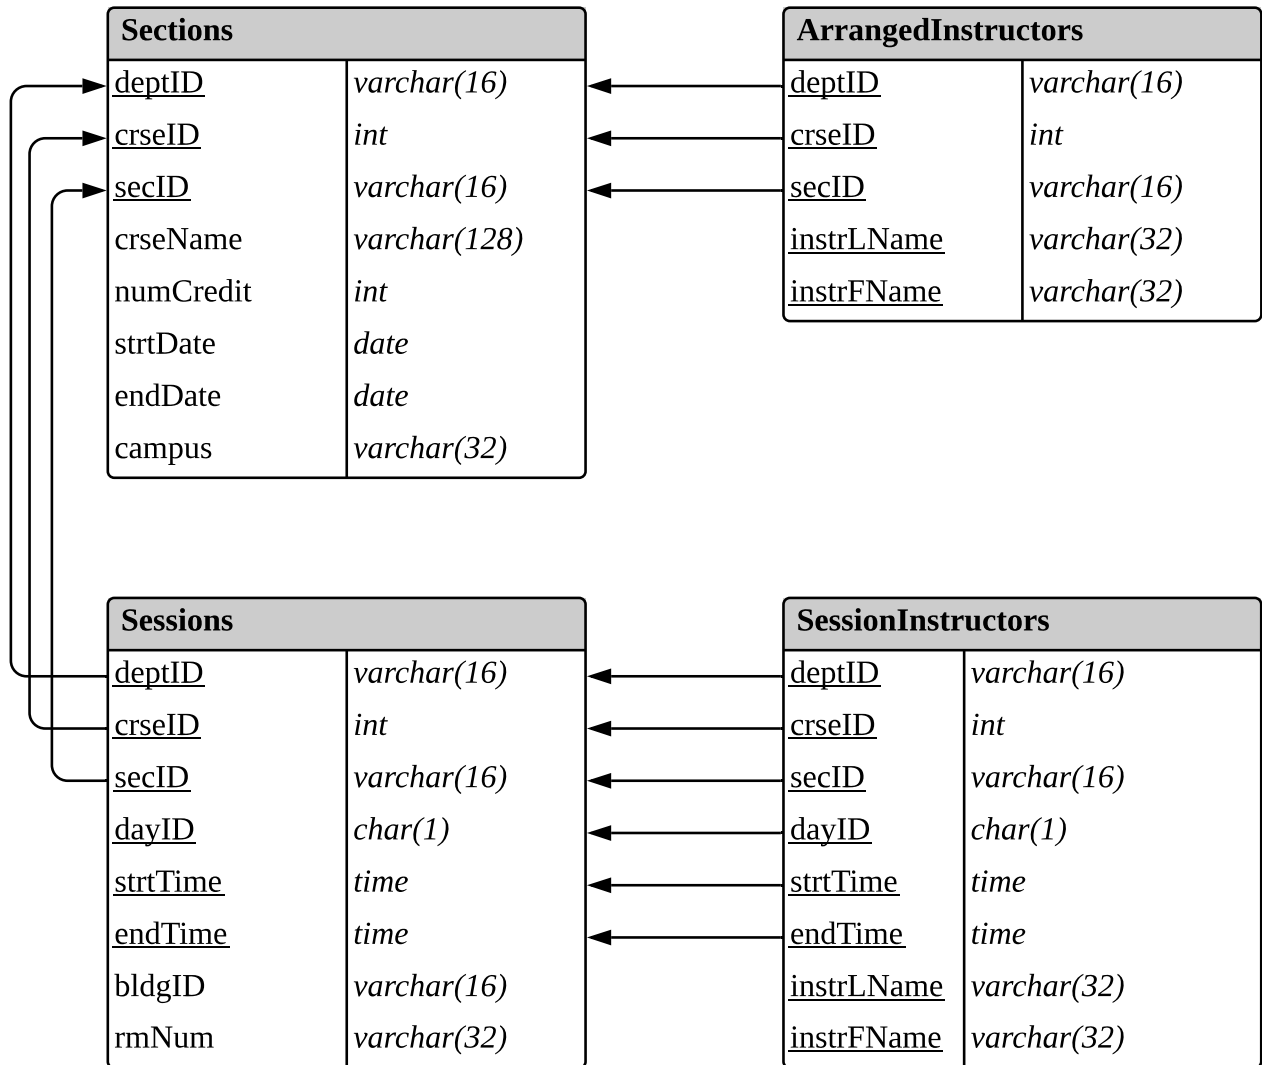 Sections
deptID varchar(16)
crseID int
secID varchar(16)
crseName varchar(128)
numCredit int
strtDate date
endDate date
campus varchar(32)
ArrangedInstructors
deptID varchar(16)
crseID int
secID varchar(16)
instrLName varchar(32)
instrFName varchar(32)
Sessions
deptID varchar(16)
crseID int
secID varchar(16)
dayID char(1)
strtTime time
endTime time
bldgID varchar(16)
rmNum varchar(32)
SessionInstructors
deptID varchar(16)
crseID int
secID varchar(16)
dayID char(1)
strtTime time
endTime time
instrLName varchar(32)
instrFName varchar(32)